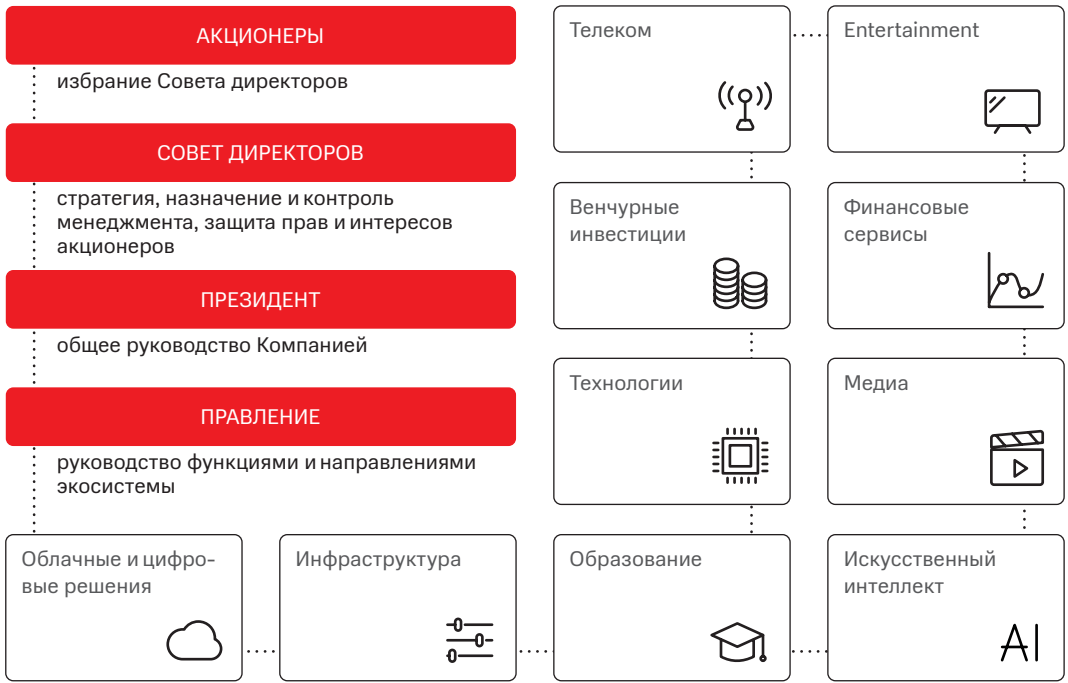 АКЦИОНЕРЫ
избрание Совета директоров
СОВЕТ ДИРЕКТОРОВ
стратегия, назначение и контроль
менеджмента, защита прав и интересов
акционеров
ПРЕЗИДЕНТ
общее руководство Компанией
ПРАВЛЕНИЕ
руководство функциями и направлениями
экосистемы
Телеком
Entertainment
Венчурные
инвестиции
Финансовые
сервисы
Технологии
Медиа
Облачные и цифро-
вые решения
Инфраструктура
Образование
Искусственный
интеллект
AI